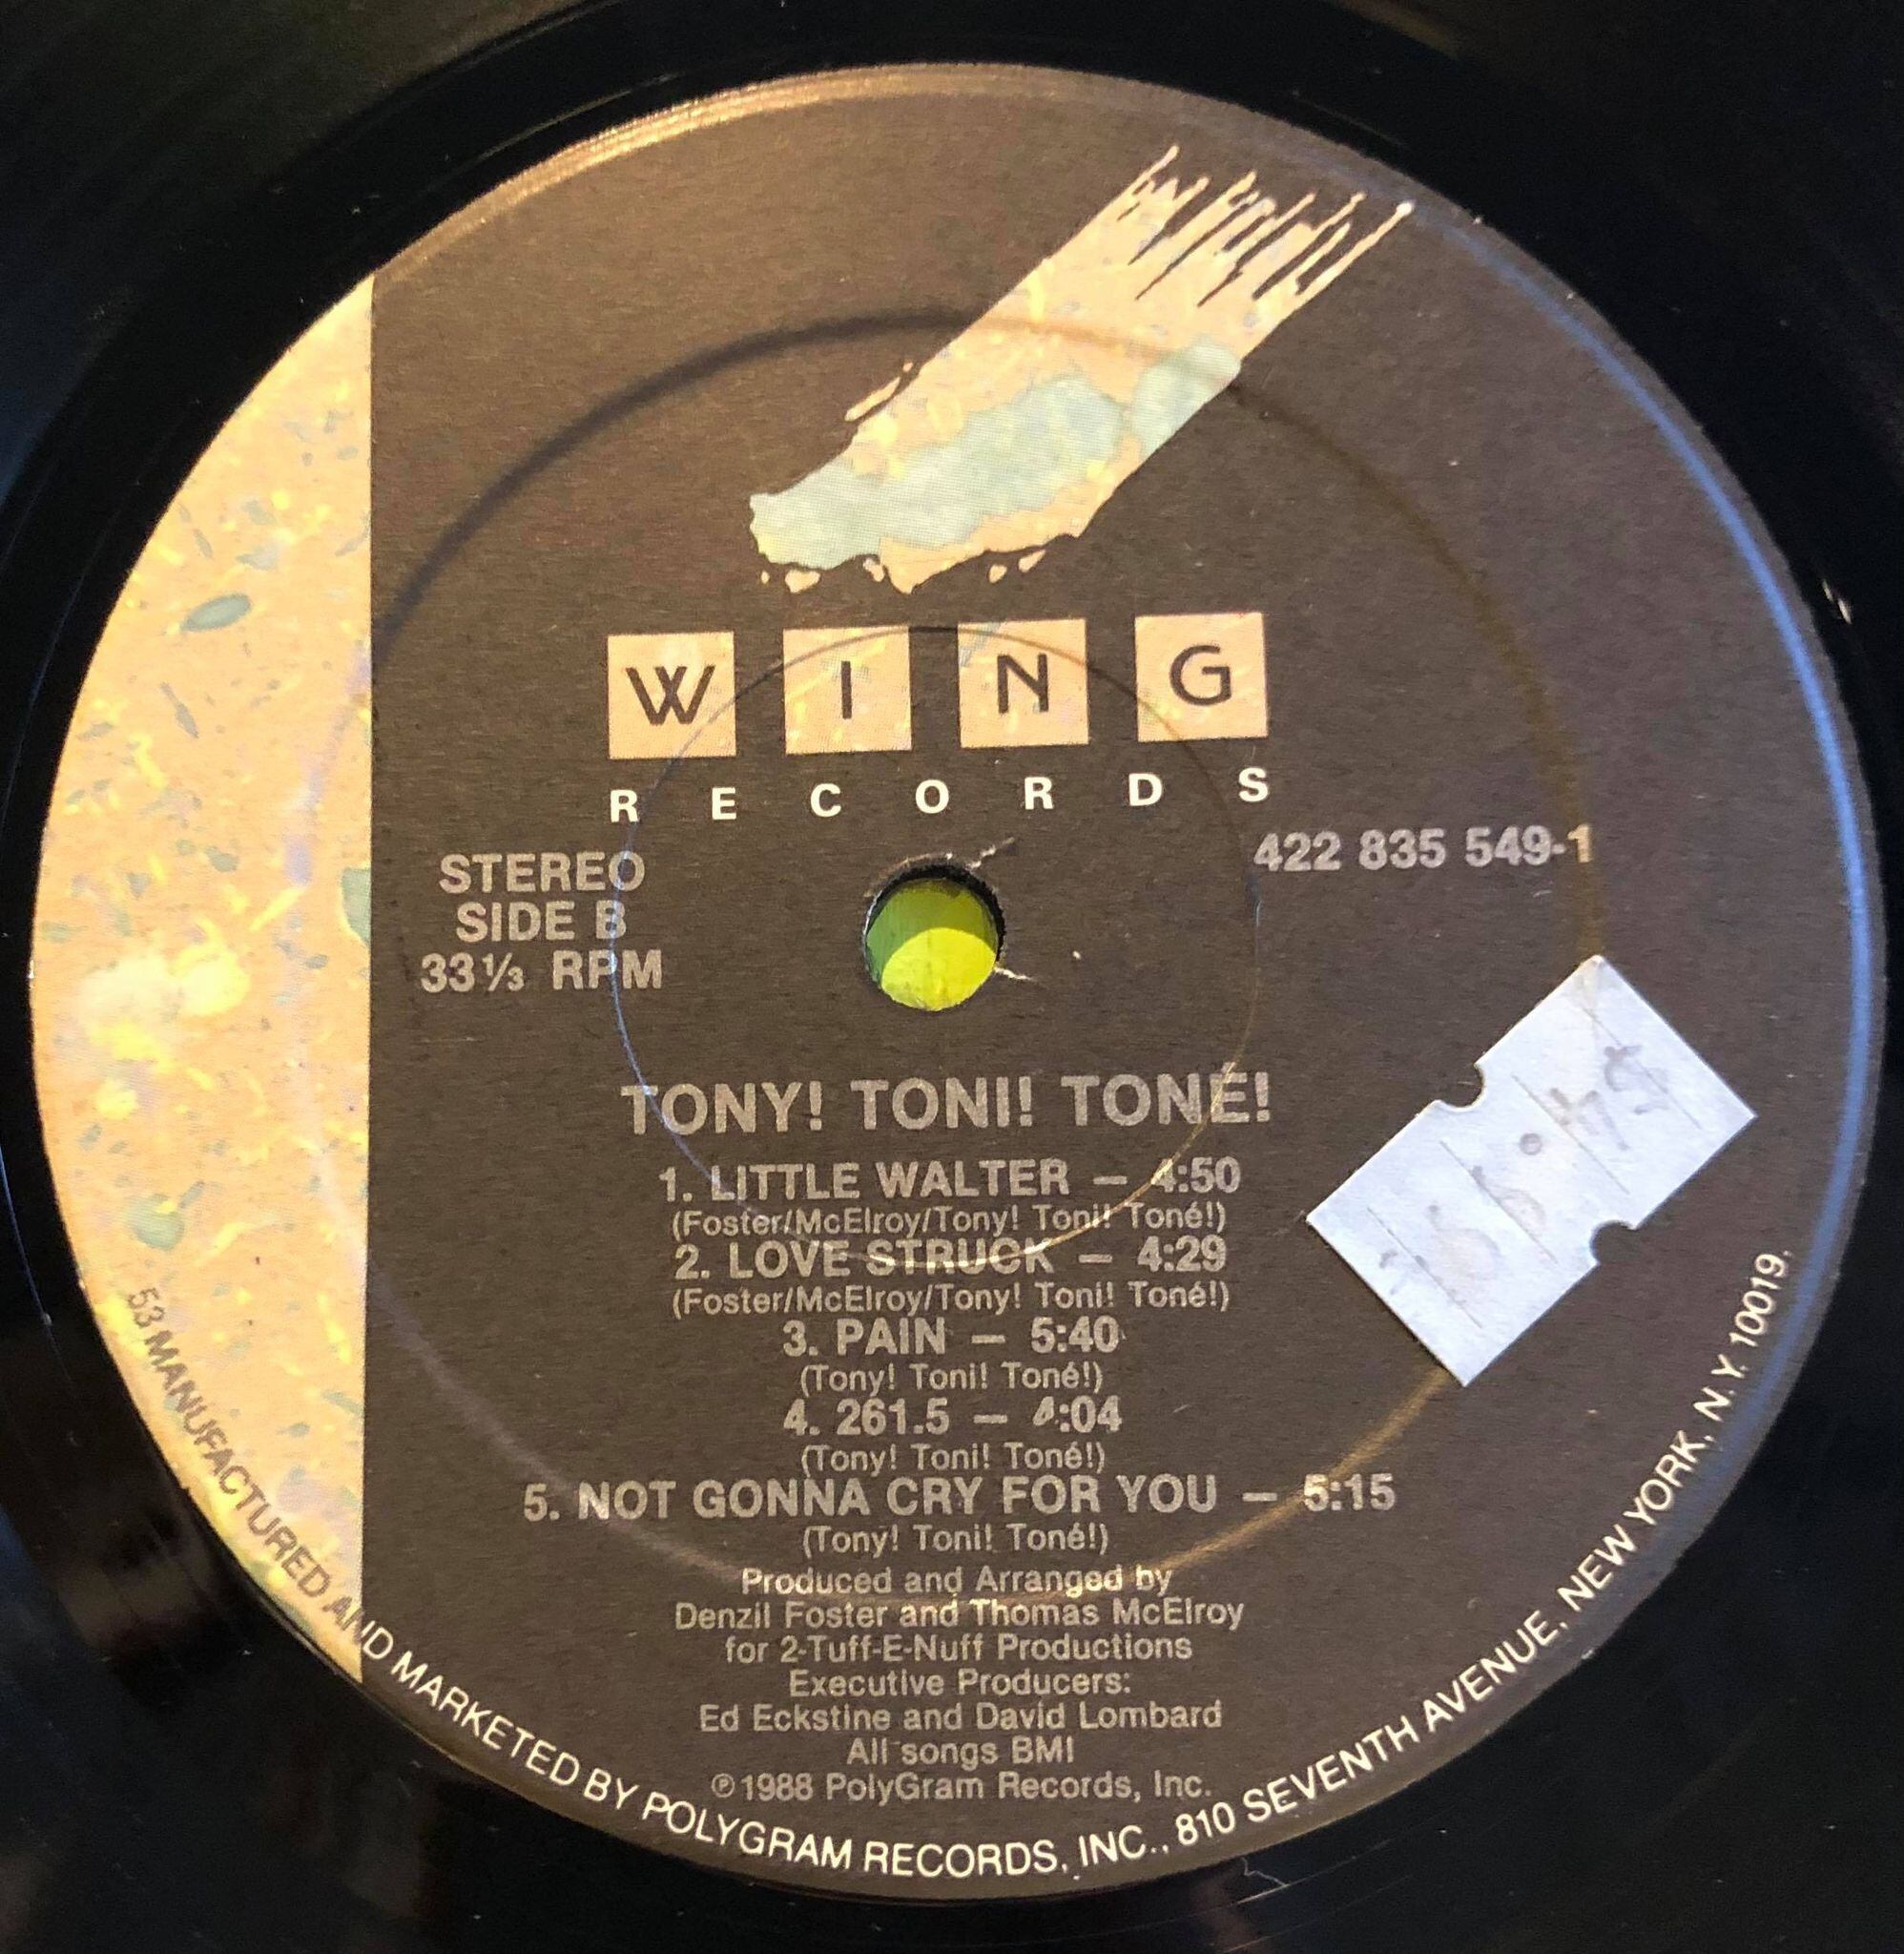 WING
RECORDS
STEREO
SIDE B
33⅓ RPM
422 835 549-1
TONY! TONI! TONÉ!
1. LITTLE WALTER — 4:50
(Foster/McElroy/Tony! Toni! Toné!)
2. LOVE STRUCK — 4:29
(Foster/McElroy/Tony! Toni! Toné!)
3. PAIN — 5:40
(Tony! Toni! Toné!)
4. 261.5 — 4:04
(Tony! Toni! Toné!)
5. NOT GONNA CRY FOR YOU — 5:15
(Tony! Toni! Toné!)
Produced and Arranged by
Denzil Foster and Thomas McElroy
for 2-Tuff-E-Nuff Productions
Executive Producers:
Ed Eckstine and David Lombard
All songs BMI
℗1988 PolyGram Records, Inc.
53 MANUFACTURED AND MARKETED BY POLYGRAM RECORDS, INC., 810 SEVENTH AVENUE, NEW YORK, N.Y. 10019.